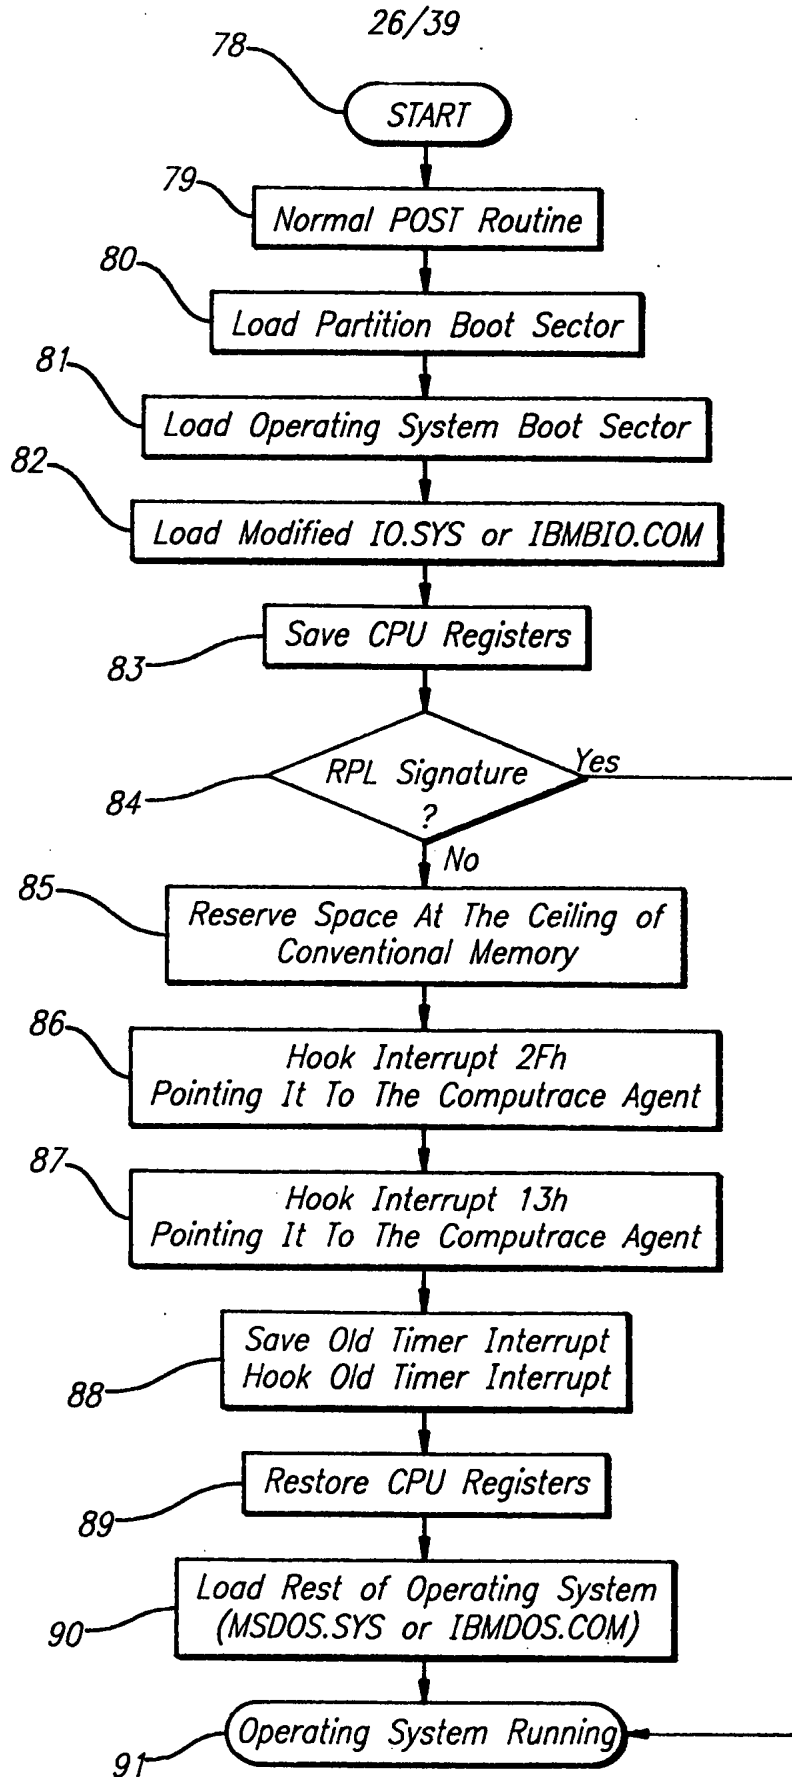 26/39
78
START
79
Normal POST Routine
80
Load Partition Boot Sector
81
Load Operating System Boot Sector
82
Load Modified IO.SYS or IBMBIO.COM
Save CPU Registers
83
RPL Signature
?
Yes
84
No
85
Reserve Space At The Ceiling of
Conventional Memory
86
Hook Interrupt 2Fh
Pointing It To The Computrace Agent
87
Hook Interrupt 13h
Pointing It To The Computrace Agent
Save Old Timer Interrupt
Hook Old Timer Interrupt
88
Restore CPU Registers
89
Load Rest of Operating System
(MSDOS.SYS or IBMDOS.COM)
90
Operating System Running
91